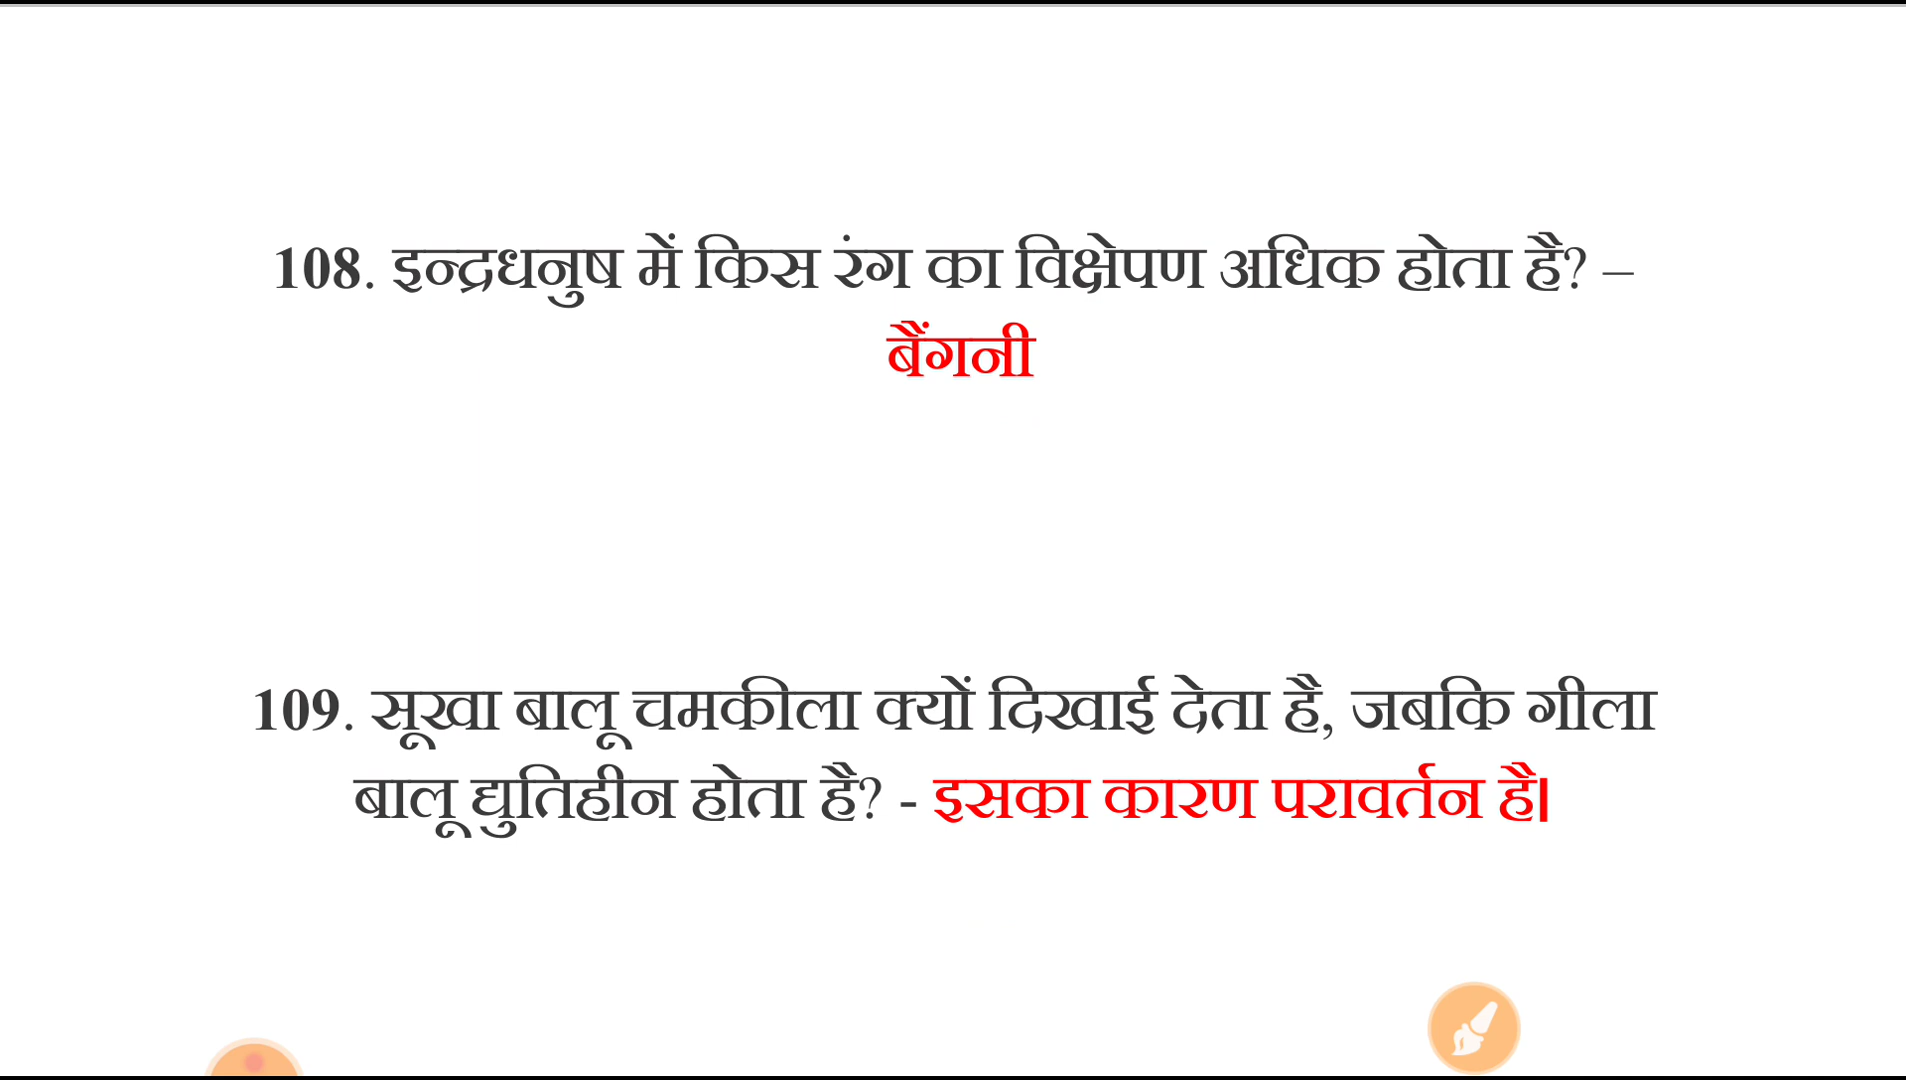 108. इन्द्रधनुष में किस रंग का विक्षेपण अधिक होता है? –
बैंगनी
109. सूखा बालू चमकीला क्यों दिखाई देता है, जबकि गीला
बालू द्युतिहीन होता है? - इसका कारण परावर्तन है।